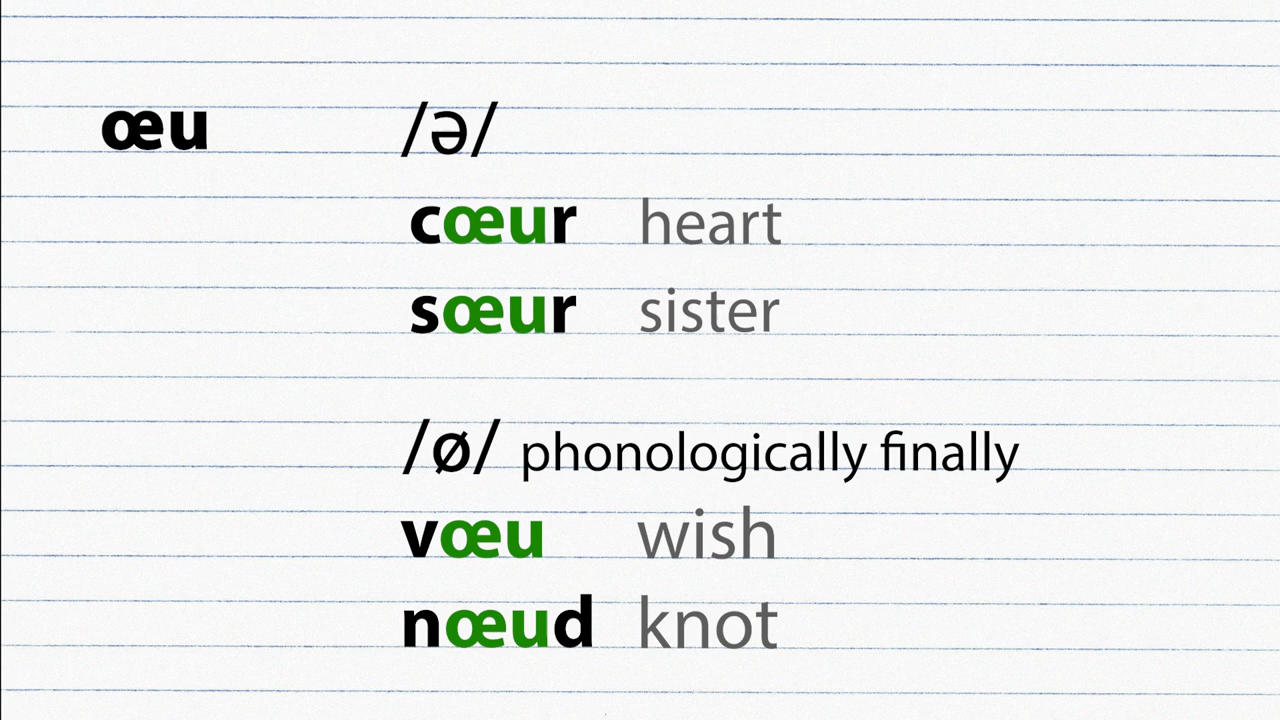 œu /ə/
cœur heart
sœur sister
/ø/ phonologically finally
vœu wish
nœud knot